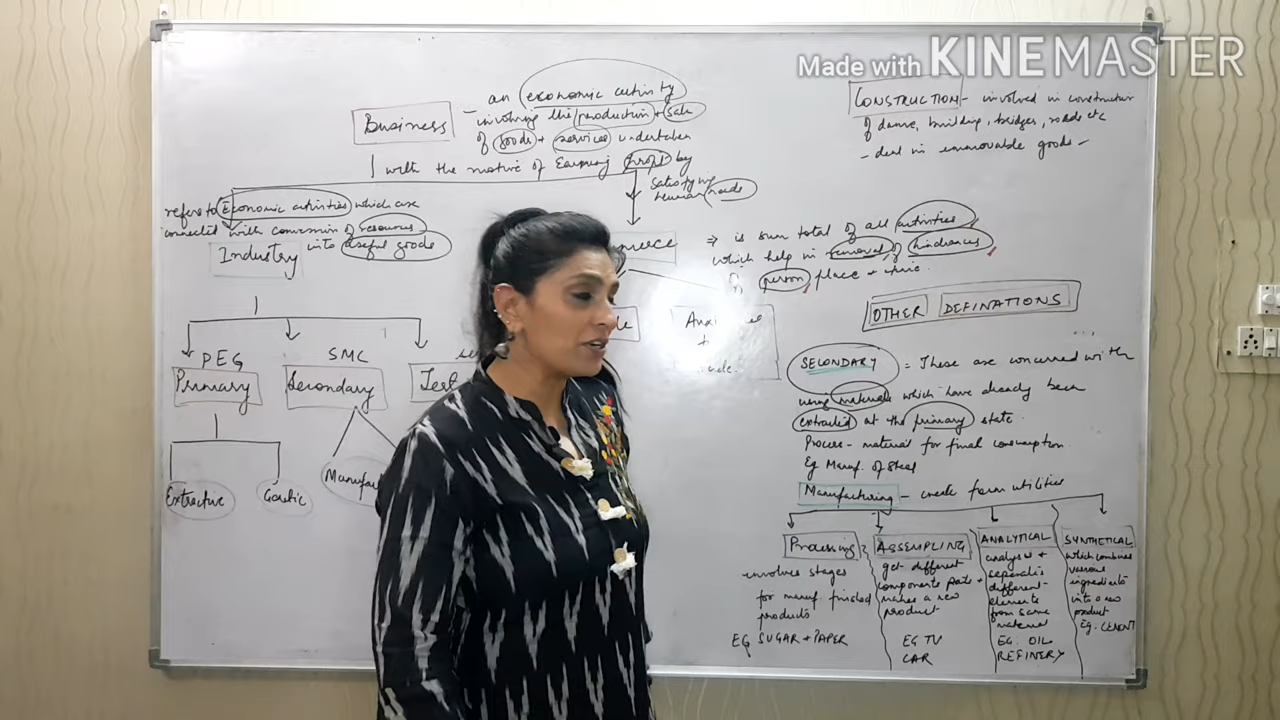 Made with KINEMASTER
Business
- an economic activity
involving the production + sale
of goods + services undertaken
with the motive of Earning profit by
Satisfying
human needs
refers to Economic activities which are
connected with conversion of resources
into useful goods
Industry
PEG
Primary
SMC
Secondary
Extractive
Genetic
Manufac
CONSTRUCTION - involved in construction
of dams, building, bridges, roads etc
- deal in immovable goods -
⇒ is sum total of all activities
which help in removal of hindrances
of person place + time.
OTHER DEFINATIONS
SECONDARY = These are concerned with
using materials which have already been
extracted at the primary state.
Process - material for final consumption.
Eg Manuf. of Steel
Manufacturing - create form utilities
Processing
involves stages
for manuf finished
products
EG SUGAR + PAPER
ASSEMPLING
get different
components parts +
makes a new
product
EG TV
CAR
ANALYTICAL
analyse +
separates
different
elements
from same
material
EG. OIL
REFINERY
SYNTHETICAL
which combines
various
ingredients
into a new
product
Eg. CEMENT